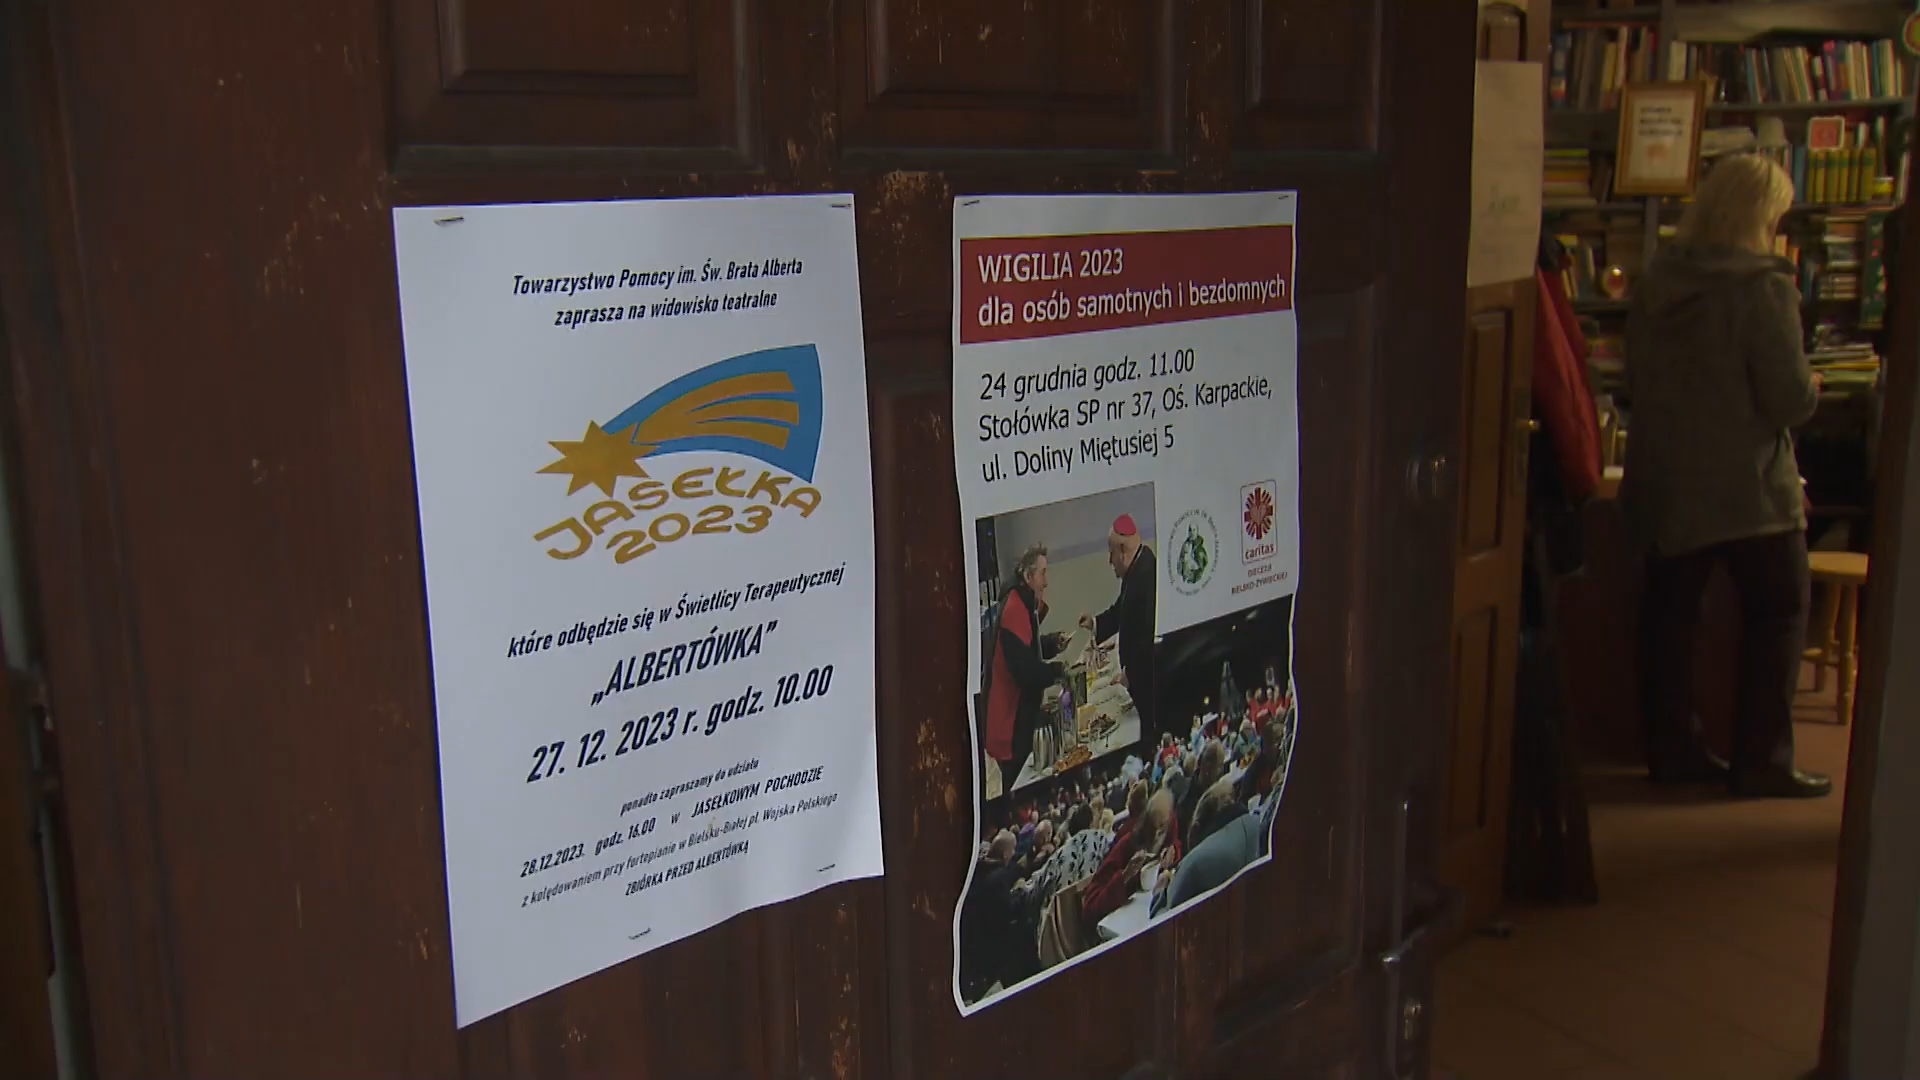 Towarzystwo Pomocy im. Św. Brata Alberta
zaprasza na widowisko teatralne
JASEŁKA
2023
które odbędzie się w Świetlicy Terapeutycznej
„ALBERTÓWKA”
27. 12. 2023 r. godz. 10.00
ponadto zapraszamy do udziału
28.12.2023. godz. 16.00 w JASEŁKOWYM POCHODZIE
z kolędowaniem przy fortepianie w Bielsku-Białej pl. Wojska Polskiego
ZBIÓRKA PRZED ALBERTÓWKĄ
WIGILIA 2023
dla osób samotnych i bezdomnych
24 grudnia godz. 11.00
Stołówka SP nr 37, Oś. Karpackie,
ul. Doliny Miętusiej 5
caritas
DIECEZJI
BIELSKO-ŻYWIECKIEJ